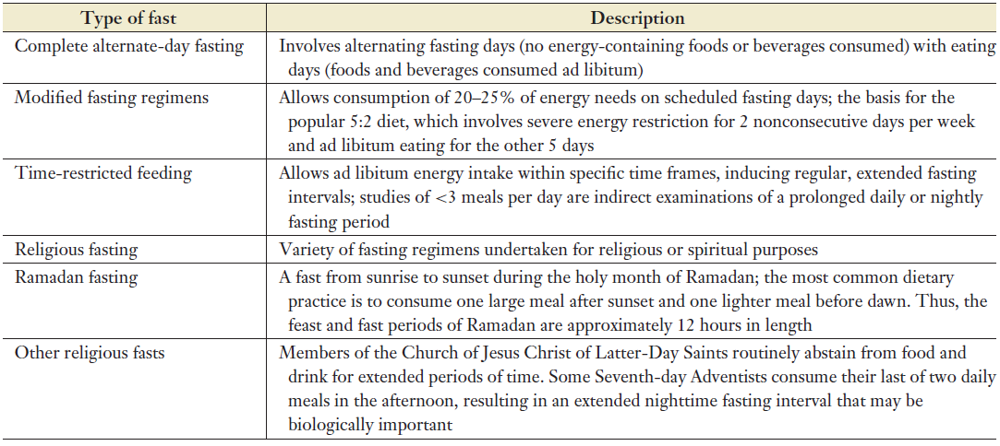 Type of fast Description
Complete alternate-day fasting Involves alternating fasting days (no energy-containing foods or beverages consumed) with eating
days (foods and beverages consumed ad libitum)
Modified fasting regimens Allows consumption of 20–25% of energy needs on scheduled fasting days; the basis for the
popular 5:2 diet, which involves severe energy restriction for 2 nonconsecutive days per week
and ad libitum eating for the other 5 days
Time-restricted feeding Allows ad libitum energy intake within specific time frames, inducing regular, extended fasting
intervals; studies of <3 meals per day are indirect examinations of a prolonged daily or nightly
fasting period
Religious fasting Variety of fasting regimens undertaken for religious or spiritual purposes
Ramadan fasting A fast from sunrise to sunset during the holy month of Ramadan; the most common dietary
practice is to consume one large meal after sunset and one lighter meal before dawn. Thus, the
feast and fast periods of Ramadan are approximately 12 hours in length
Other religious fasts Members of the Church of Jesus Christ of Latter-Day Saints routinely abstain from food and
drink for extended periods of time. Some Seventh-day Adventists consume their last of two daily
meals in the afternoon, resulting in an extended nighttime fasting interval that may be
biologically important